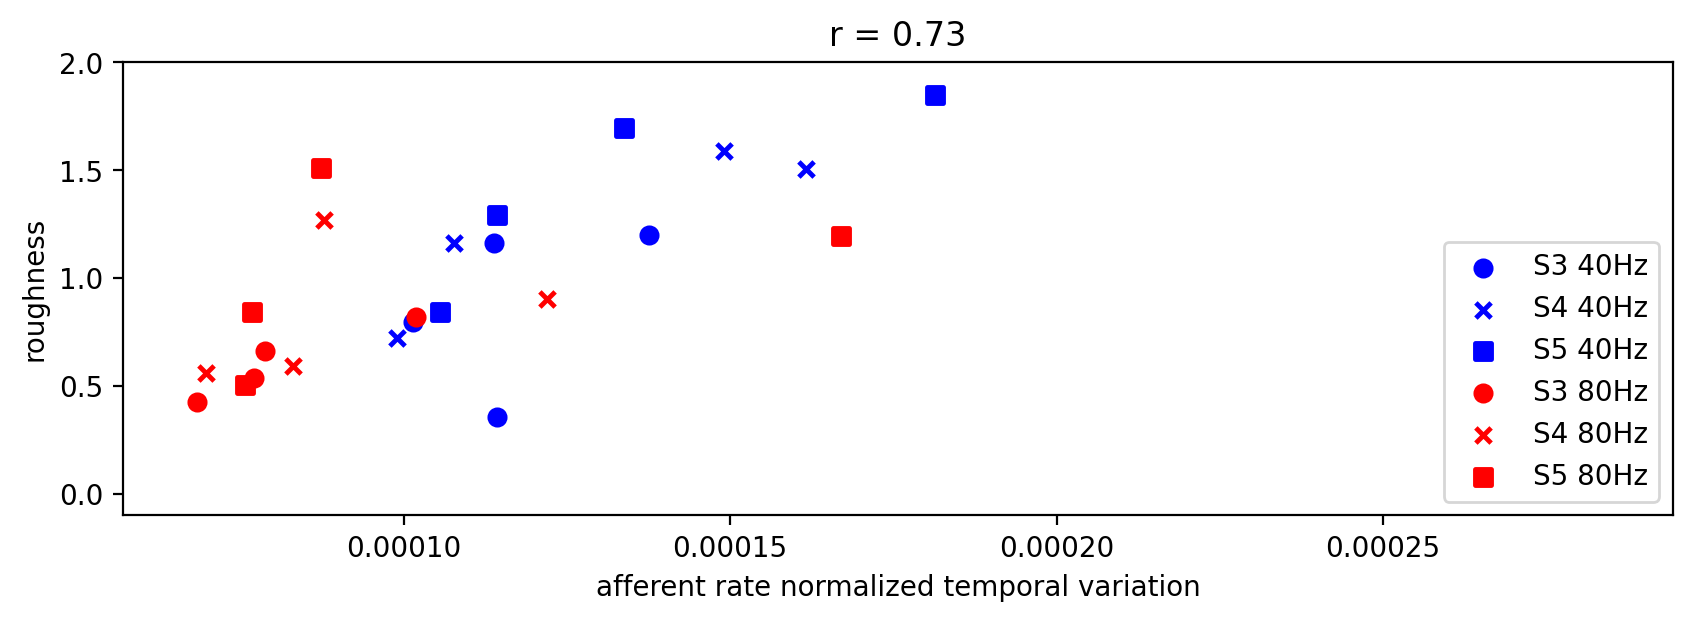 r = 0.73
2.0
1.5
1.0
0.5
0.0
roughness
S3 40Hz
S4 40Hz
S5 40Hz
S3 80Hz
S4 80Hz
S5 80Hz
0.00010 0.00015 0.00020 0.00025
afferent rate normalized temporal variation